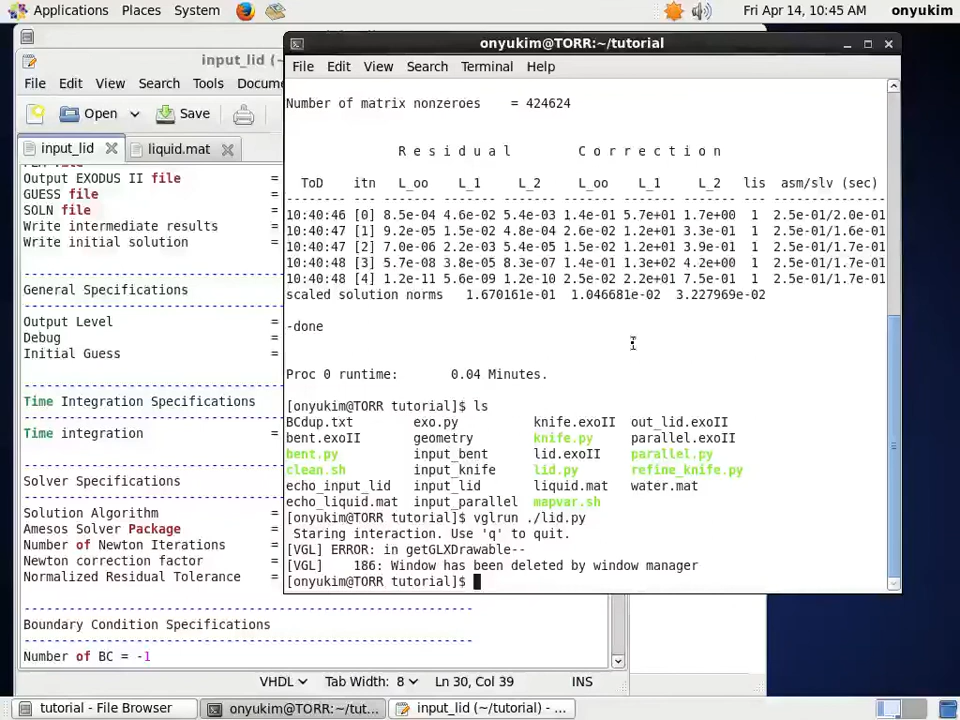 Applications Places System Fri Apr 14, 10:45 AM onyukim
input_lid (~
File Edit View Search Tools Docume
Open Save
input_lid liquid.mat
Output EXODUS II file =
GUESS file =
SOLN file =
Write intermediate results =
Write initial solution =
General Specifications
Output Level =
Debug =
Initial Guess =
Time Integration Specifications
Time integration =
Solver Specifications
Solution Algorithm =
Amesos Solver Package =
Number of Newton Iterations =
Newton correction factor =
Normalized Residual Tolerance =
Boundary Condition Specifications
Number of BC = -1
VHDL Tab Width: 8 Ln 30, Col 39 INS
onyukim@TORR:~/tutorial
File Edit View Search Terminal Help
Number of matrix nonzeroes = 424624
R e s i d u a l C o r r e c t i o n
ToD itn L_oo L_1 L_2 L_oo L_1 L_2 lis asm/slv (sec)
-------- --- ------- ------- ------- ------- ------- ------- --- ---------------
10:40:46 [0] 8.5e-04 4.6e-02 5.4e-03 1.4e-01 5.7e+01 1.7e+00 1 2.5e-01/2.0e-01
10:40:47 [1] 9.2e-05 1.5e-02 4.8e-04 2.6e-02 1.2e+01 3.3e-01 1 2.5e-01/1.6e-01
10:40:47 [2] 7.0e-06 2.2e-03 5.4e-05 1.5e-02 1.2e+01 3.9e-01 1 2.5e-01/1.7e-01
10:40:48 [3] 5.7e-08 3.8e-05 8.3e-07 1.4e-01 1.3e+02 4.2e+00 1 2.5e-01/1.7e-01
10:40:48 [4] 1.2e-11 5.6e-09 1.2e-10 2.5e-02 2.2e+01 7.5e-01 1 2.5e-01/1.7e-01
scaled solution norms 1.670161e-01 1.046681e-02 3.227969e-02
-done
Proc 0 runtime: 0.04 Minutes.
[onyukim@TORR tutorial]$ ls
BCdup.txt exo.py knife.exoII out_lid.exoII
bent.exoII geometry knife.py parallel.exoII
bent.py input_bent lid.exoII parallel.py
clean.sh input_knife lid.py refine_knife.py
echo_input_lid input_lid liquid.mat water.mat
echo_liquid.mat input_parallel mapvar.sh
[onyukim@TORR tutorial]$ vglrun ./lid.py
Staring interaction. Use 'q' to quit.
[VGL] ERROR: in getGLXDrawable--
[VGL] 186: Window has been deleted by window manager
[onyukim@TORR tutorial]$
tutorial - File Browser onyukim@TORR:~/tut... input_lid (~/tutorial) - ...